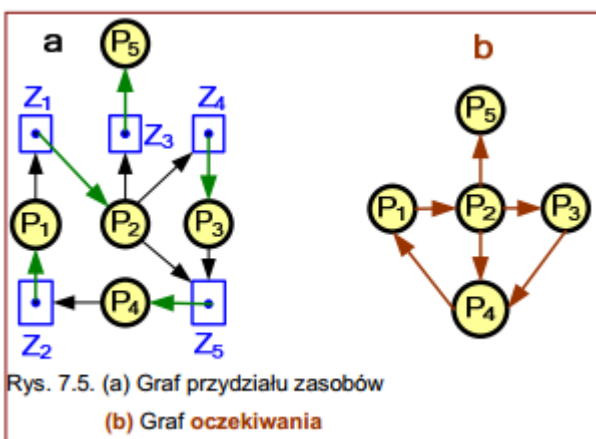 a
b
P5
Z1
Z3
Z4
P5
P1
P2
P3
P1
P2
P3
P4
Z2
Z5
P4
Rys. 7.5. (a) Graf przydziału zasobów
(b) Graf oczekiwania